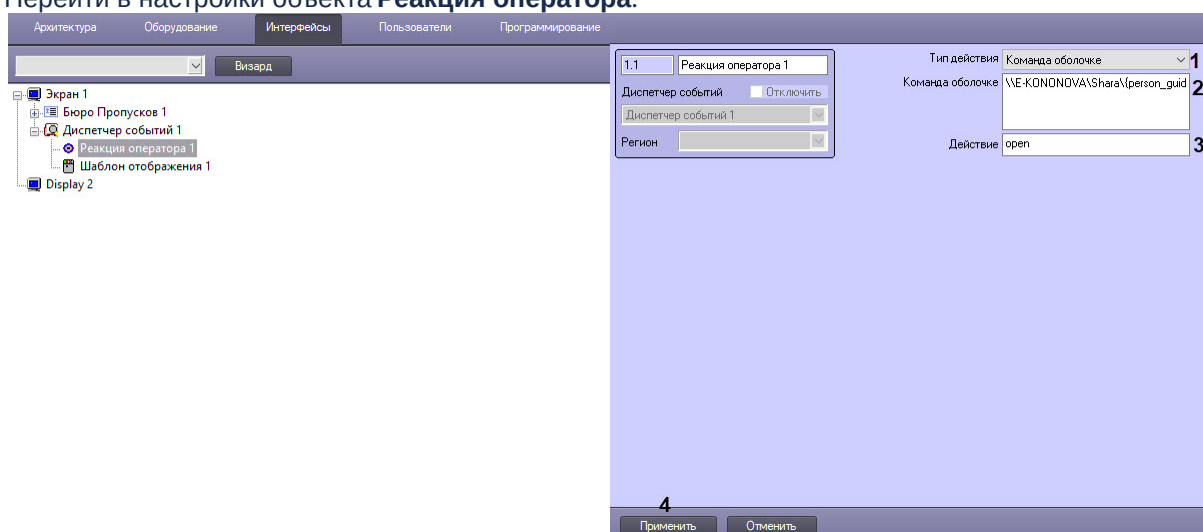 Перейти в настройки объекта Реакция оператора.
Архитектура Оборудование Интерфейсы Пользователи Программирование
Визард
Экран 1
Бюро Пропусков 1
Диспетчер событий 1
Реакция оператора 1
Шаблон отображения 1
Display 2
1.1 Реакция оператора 1
Диспетчер событий Отключить
Диспетчер событий 1
Регион
Тип действия Команда оболочке 1
Команда оболочке \\E-KONONOVA\Shara\{person_guid 2
Действие open 3
4
Применить Отменить